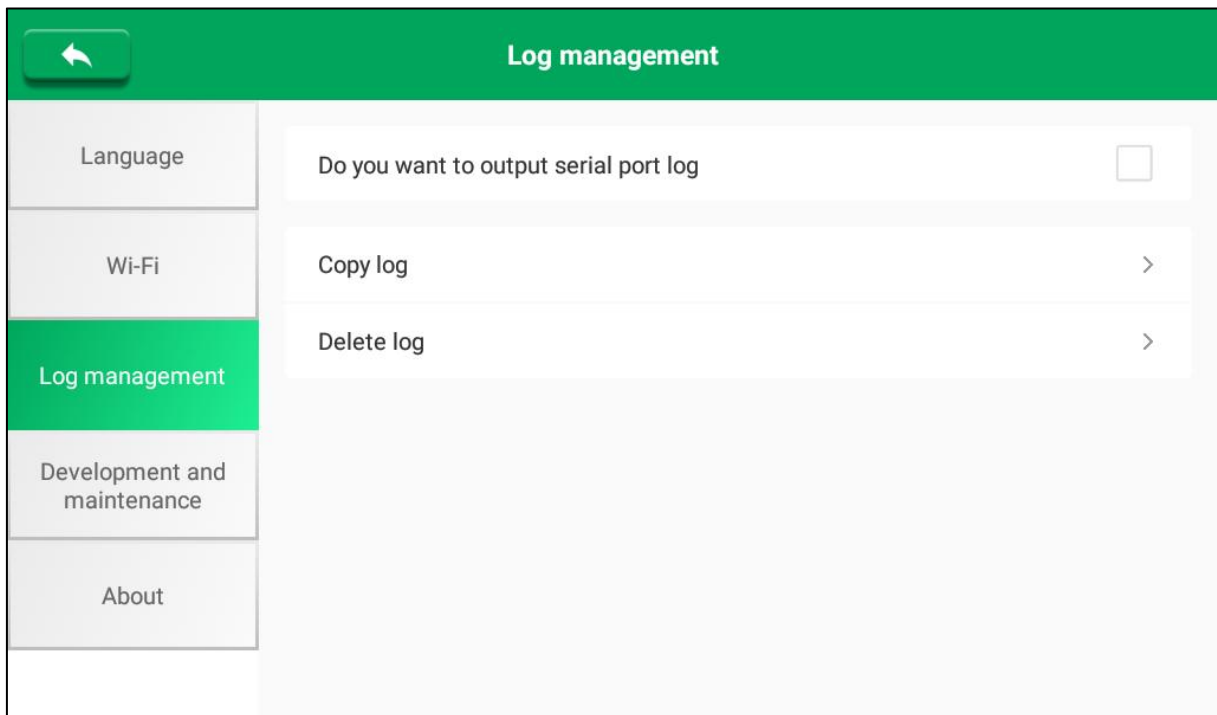 Log management
Language
Do you want to output serial port log
Wi-Fi
Copy log
Delete log
Log management
Development and
maintenance
About